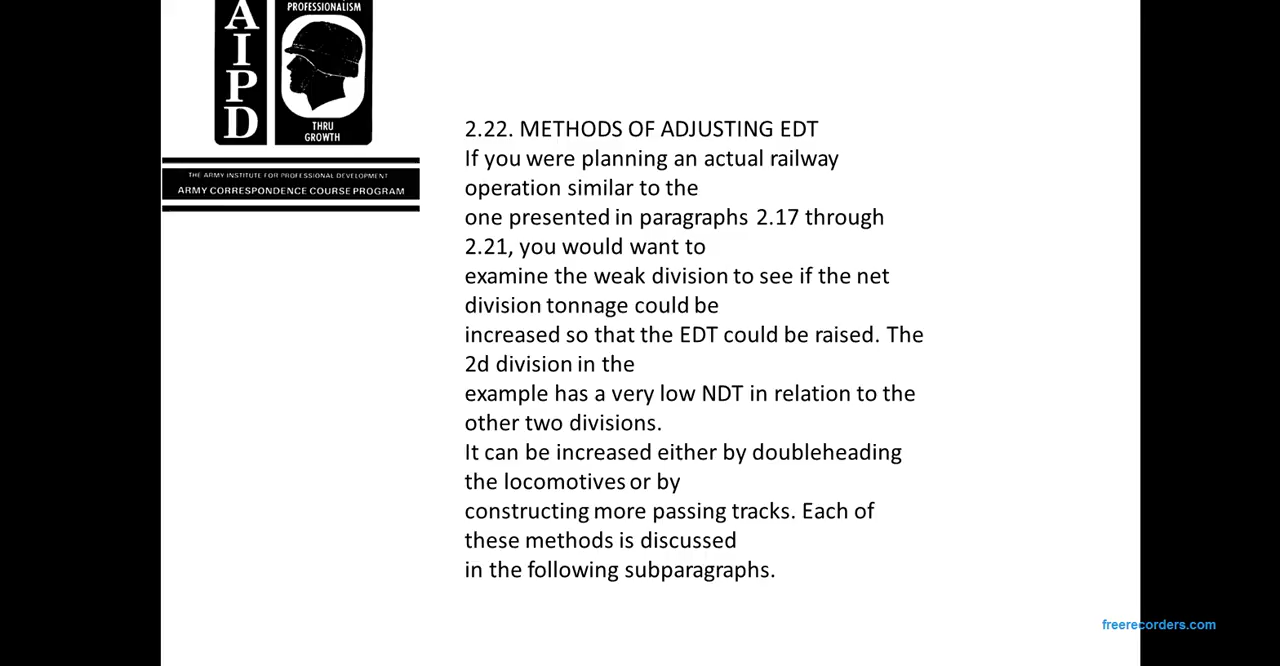 AIPD
PROFESSIONALISM
THRU
GROWTH
THE ARMY INSTITUTE FOR PROFESSIONAL DEVELOPMENT
ARMY CORRESPONDENCE COURSE PROGRAM
2.22. METHODS OF ADJUSTING EDT
If you were planning an actual railway
operation similar to the
one presented in paragraphs 2.17 through
2.21, you would want to
examine the weak division to see if the net
division tonnage could be
increased so that the EDT could be raised. The
2d division in the
example has a very low NDT in relation to the
other two divisions.
It can be increased either by doubleheading
the locomotives or by
constructing more passing tracks. Each of
these methods is discussed
in the following subparagraphs.
freerecorders.com